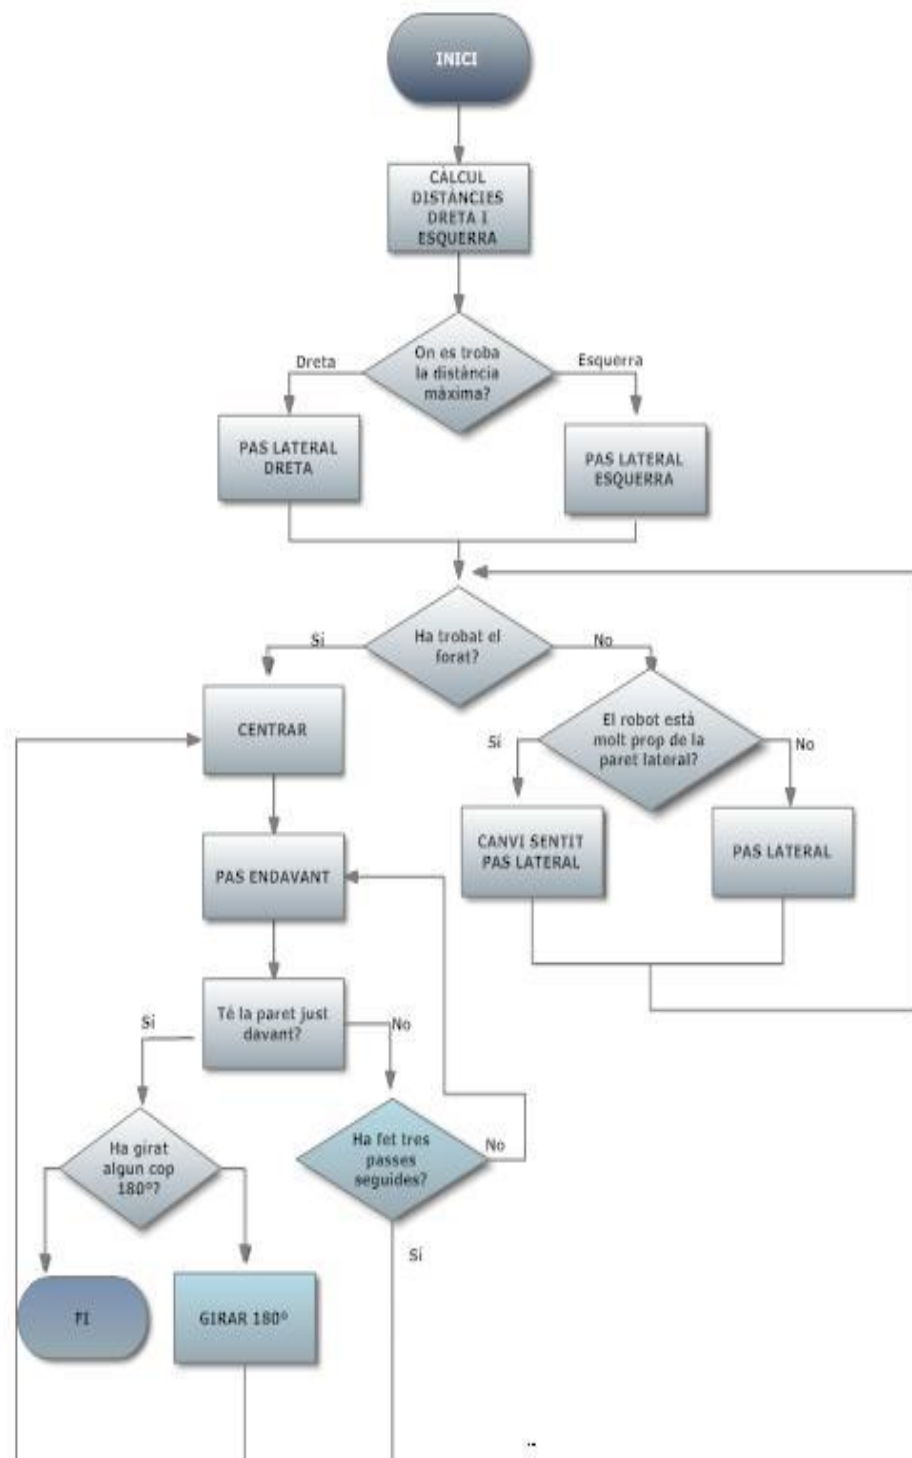 INICI
CÀLCUL
DISTÀNCIES
DRETA I
ESQUERRA
On es troba
la distància
màxima?
Dreta
Esquerra
PAS LATERAL
DRETA
PAS LATERAL
ESQUERRA
Ha trobat el
forat?
Sí
No
CENTRAR
El robot està
molt prop de la
paret lateral?
Sí
No
CANVI SENTIT
PAS LATERAL
PAS LATERAL
PAS ENDAVANT
Té la paret just
davant?
Sí
No
Ha girat
algun cop
180º?
Ha fet tres
passes
seguides?
No
Sí
FI
GIRAR 180º